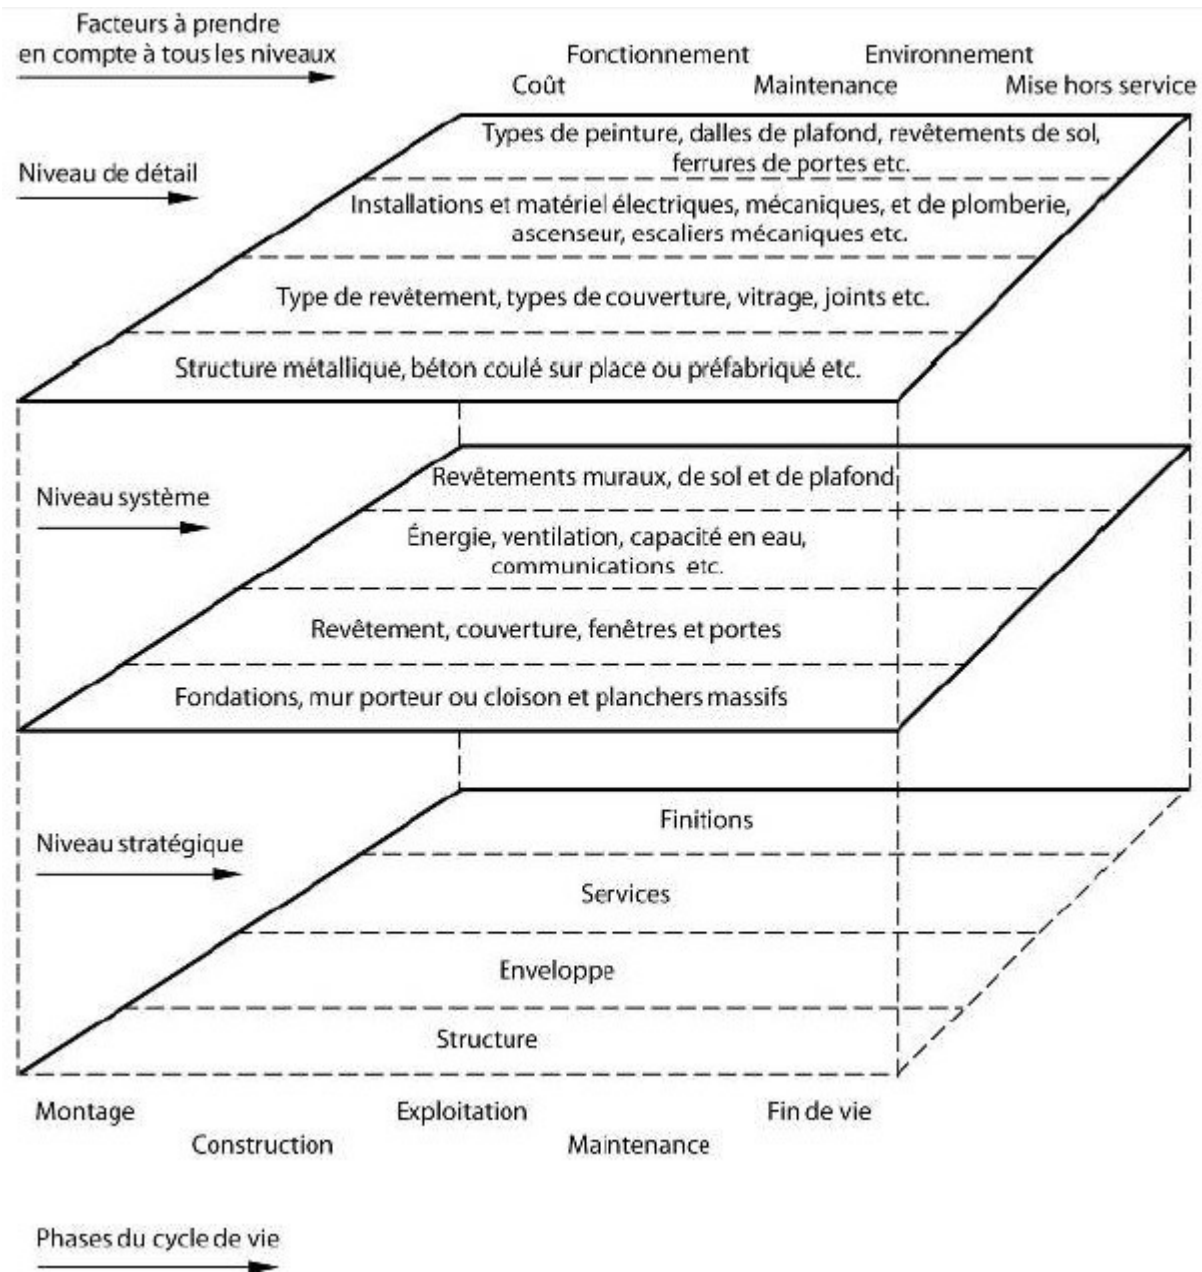 Facteurs à prendre
en compte à tous les niveaux
Fonctionnement Environnement
Coût Maintenance Mise hors service
Types de peinture, dalles de plafond, revêtements de sol,
ferrures de portes etc.
Niveau de détail
Installations et matériel électriques, mécaniques, et de plomberie,
ascenseur, escaliers mécaniques etc.
Type de revêtement, types de couverture, vitrage, joints etc.
Structure métallique, béton coulé sur place ou préfabriqué etc.
Revêtements muraux, de sol et de plafond
Niveau système
Énergie, ventilation, capacité en eau,
communications etc.
Revêtement, couverture, fenêtres et portes
Fondations, mur porteur ou cloison et planchers massifs
Finitions
Niveau stratégique
Services
Enveloppe
Structure
Montage Exploitation Fin de vie
Construction Maintenance
Phases du cycle de vie